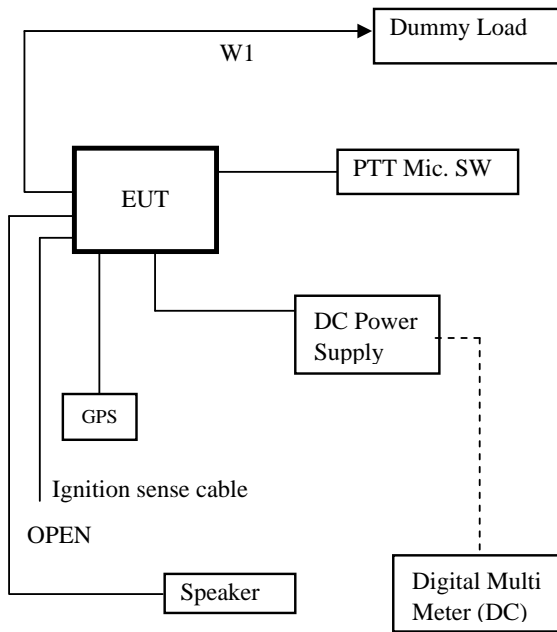 Dummy Load
W1
PTT Mic. SW
EUT
DC Power
Supply
GPS
Ignition sense cable
OPEN
Speaker
Digital Multi
Meter (DC)